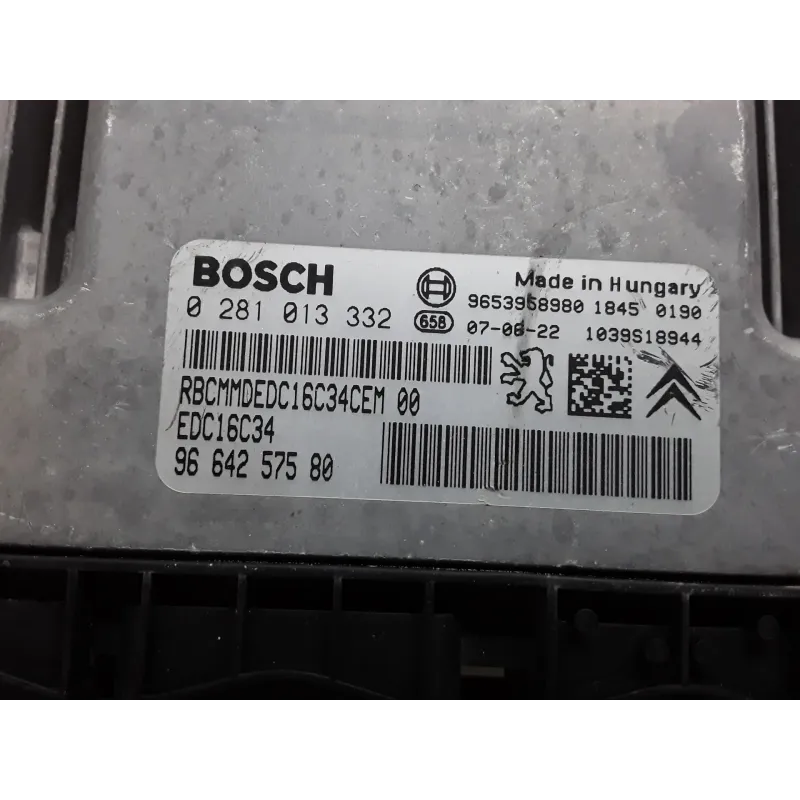 BOSCH
Made in Hungary
0 281 013 332
9653958980 1845 0190
658 07-06-22 1039S18944
RBCMMDEDC16C34CEM 00
EDC16C34
96 642 575 80